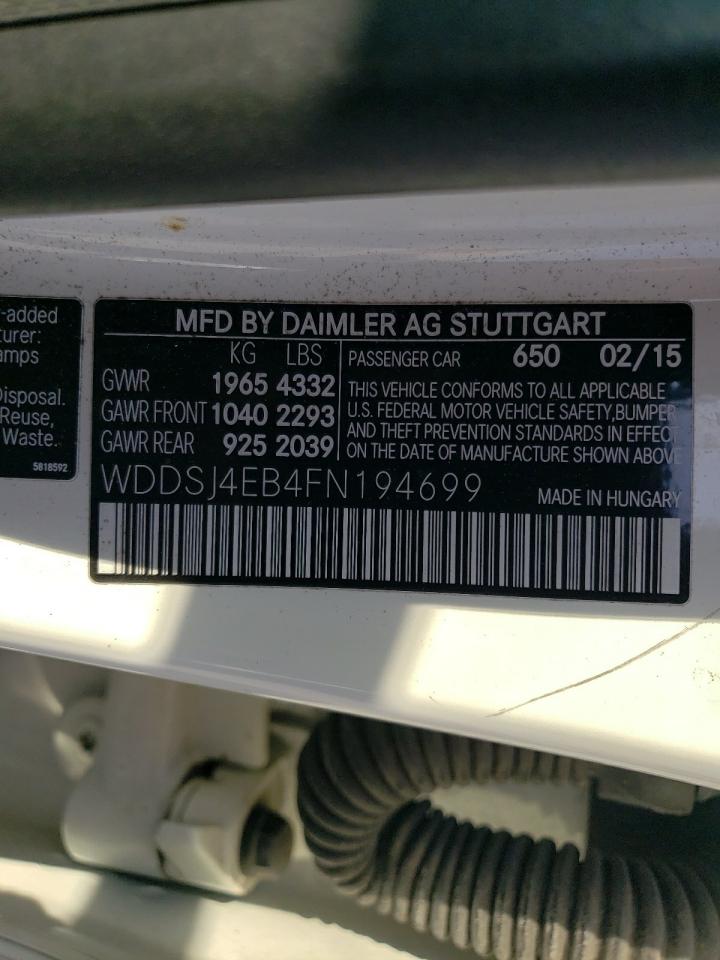 -added
turer:
amps
Disposal.
Reuse,
Waste.
5818592
MFD BY DAIMLER AG STUTTGART
KG LBS
GVWR 1965 4332
GAWR FRONT 1040 2293
GAWR REAR 925 2039
PASSENGER CAR 650 02/15
THIS VEHICLE CONFORMS TO ALL APPLICABLE
U.S. FEDERAL MOTOR VEHICLE SAFETY,BUMPER
AND THEFT PREVENTION STANDARDS IN EFFECT
ON THE DATE OF MANUFACTURE SHOWN ABOVE
WDDSJ4EB4FN194699
MADE IN HUNGARY